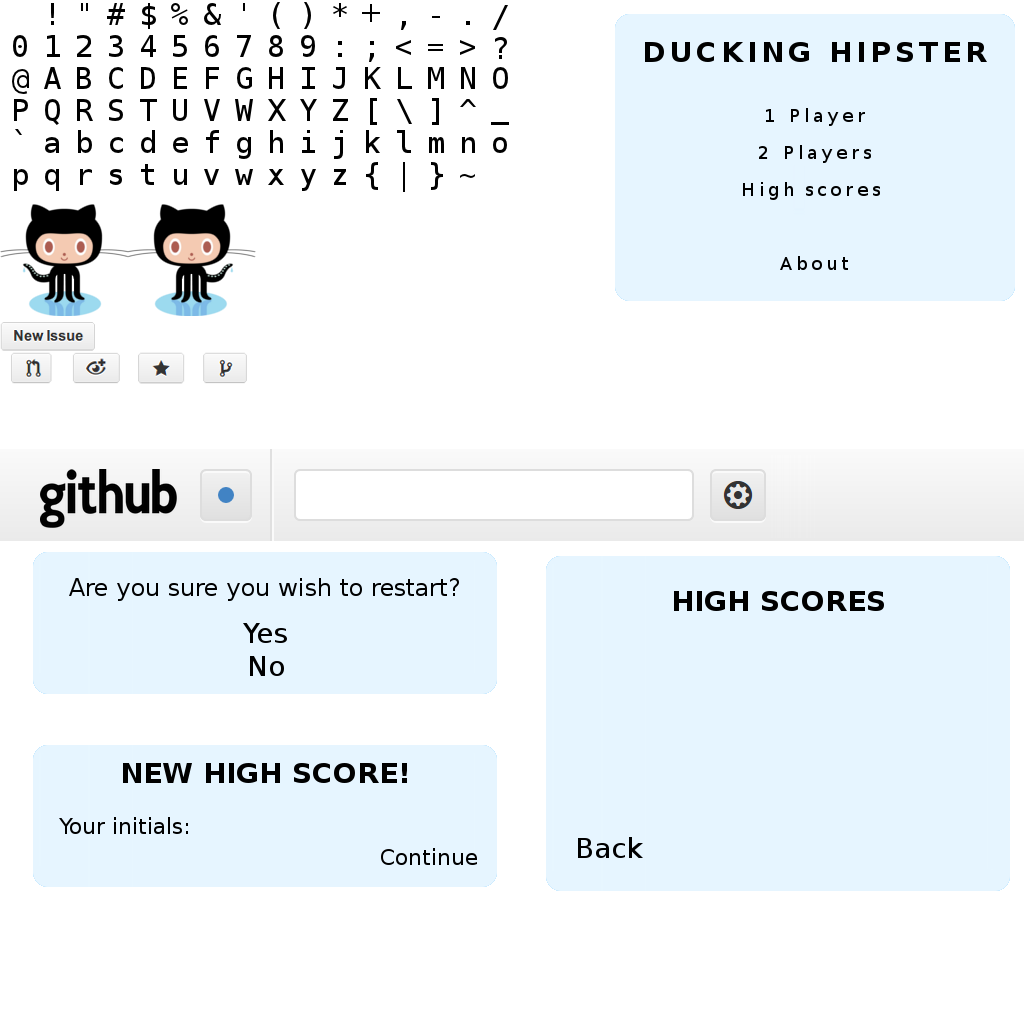 ! " # $ % & ' ( ) * + , - . /
0 1 2 3 4 5 6 7 8 9 : ; < = > ?
@ A B C D E F G H I J K L M N O
P Q R S T U V W X Y Z [ \ ] ^ _
` a b c d e f g h i j k l m n o
p q r s t u v w x y z { | } ~
DUCKING HIPSTER
1 Player
2 Players
High scores
About
New Issue
github
Are you sure you wish to restart?
Yes
No
NEW HIGH SCORE!
Your initials:
Continue
HIGH SCORES
Back